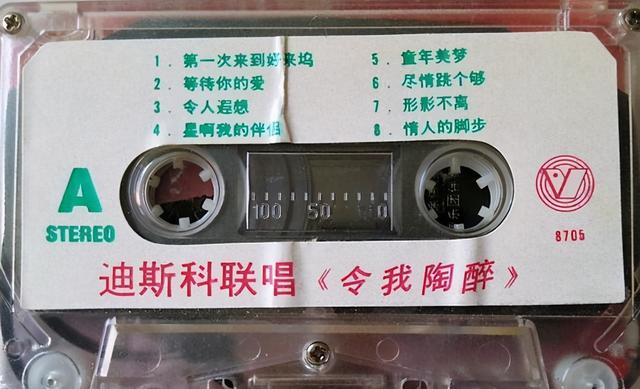 1. 第一次来到好来坞
2. 等待你的爱
3. 令人遐想
4. 星啊我的伴侣
5. 童年美梦
6. 尽情跳个够
7. 形影不离
8. 情人的脚步
A
STEREO
100 50 0
8705
迪斯科联唱《令我陶醉》